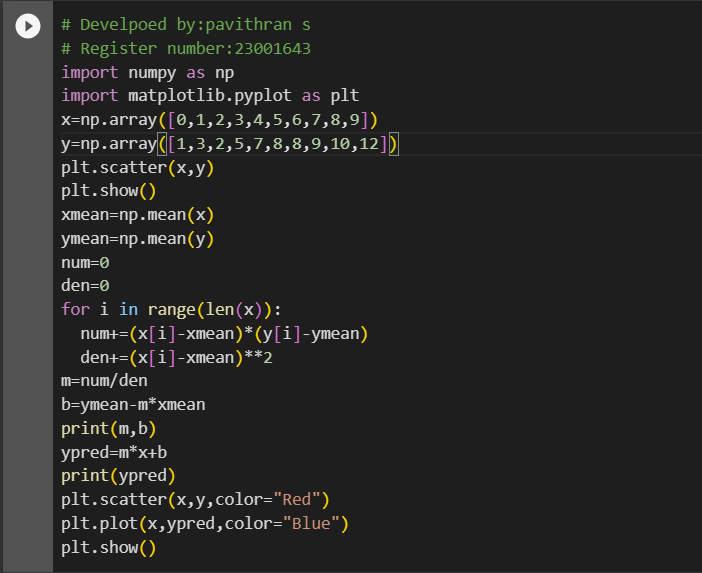 # Develpoed by:pavithran s
# Register number:23001643
import numpy as np
import matplotlib.pyplot as plt
x=np.array([0,1,2,3,4,5,6,7,8,9])
y=np.array([1,3,2,5,7,8,8,9,10,12])
plt.scatter(x,y)
plt.show()
xmean=np.mean(x)
ymean=np.mean(y)
num=0
den=0
for i in range(len(x)):
  num+=(x[i]-xmean)*(y[i]-ymean)
  den+=(x[i]-xmean)**2
m=num/den
b=ymean-m*xmean
print(m,b)
ypred=m*x+b
print(ypred)
plt.scatter(x,y,color="Red")
plt.plot(x,ypred,color="Blue")
plt.show()